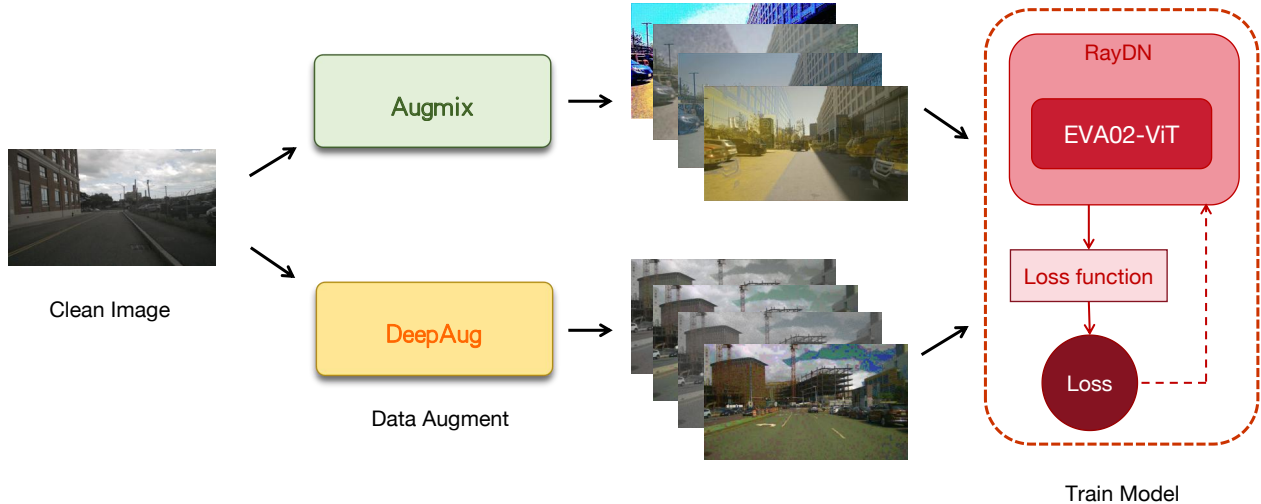 Clean Image
Augmix
DeepAug
Data Augment
RayDN
EVA02-ViT
Loss function
Loss
Train Model